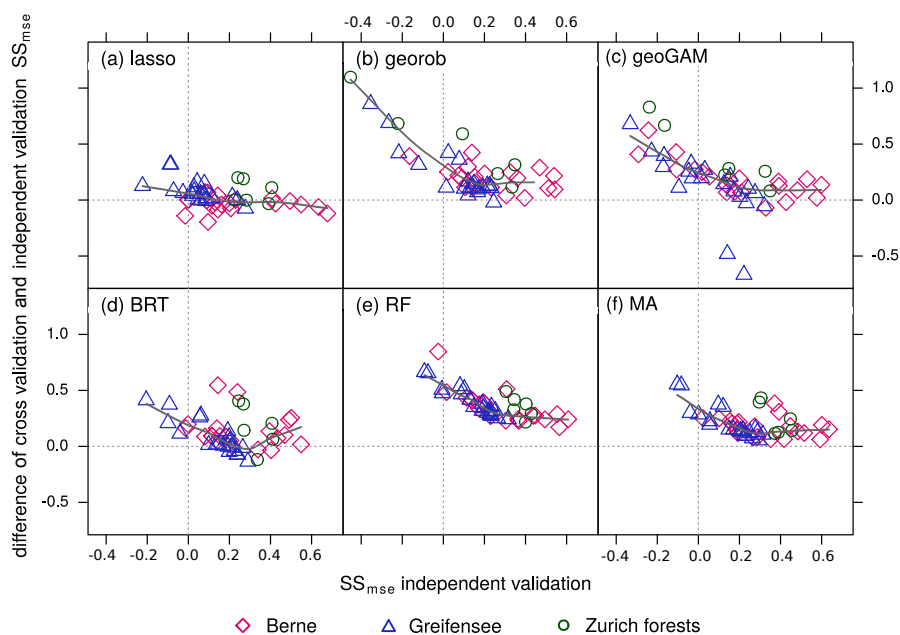 -0.4 -0.2 0.0 0.2 0.4 0.6
(a) lasso
(b) georob
(c) geoGAM
1.0
0.5
0.0
-0.5
difference of cross validation and independent validation SSmse
(d) BRT
(e) RF
(f) MA
1.0
0.5
0.0
-0.5
-0.4 -0.2 0.0 0.2 0.4 0.6
-0.4 -0.2 0.0 0.2 0.4 0.6
SSmse independent validation
Berne Greifensee Zurich forests